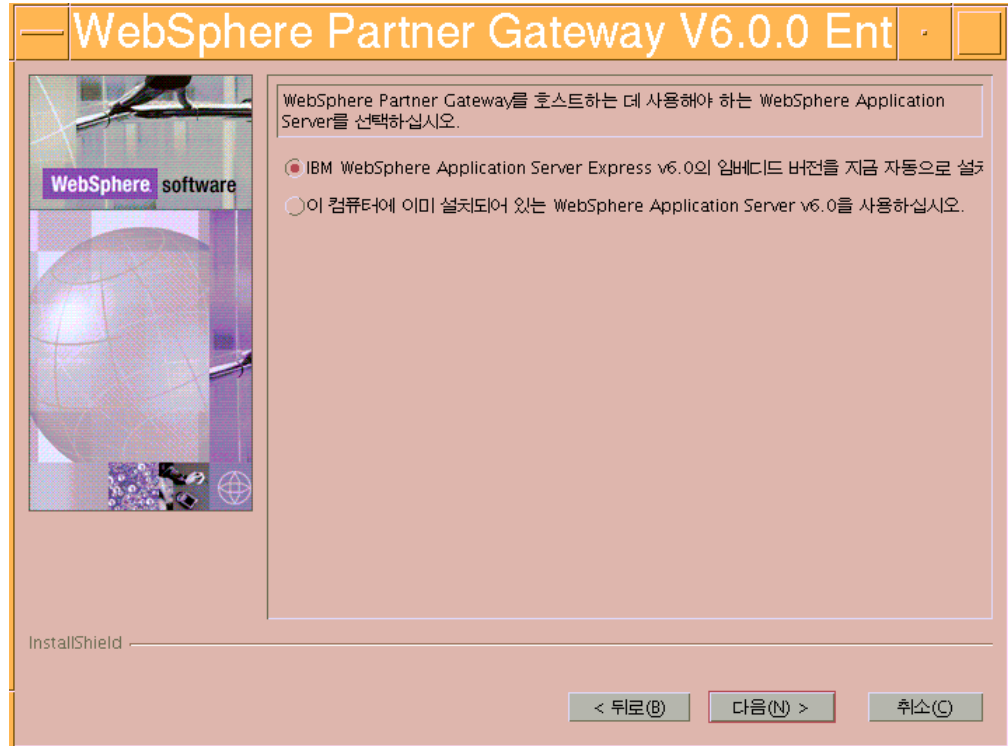 WebSphere Partner Gateway V6.0.0 Ent
WebSphere Partner Gateway를 호스트하는 데 사용해야 하는 WebSphere Application
Server를 선택하십시오.
WebSphere software
IBM WebSphere Application Server Express v6.0의 임베디드 버전을 지금 자동으로
이 컴퓨터에 이미 설치되어 있는 WebSphere Application Server v6.0을 사용하십시오.
InstallShield
< 뒤로(B)
다음(N) >
취소(C)